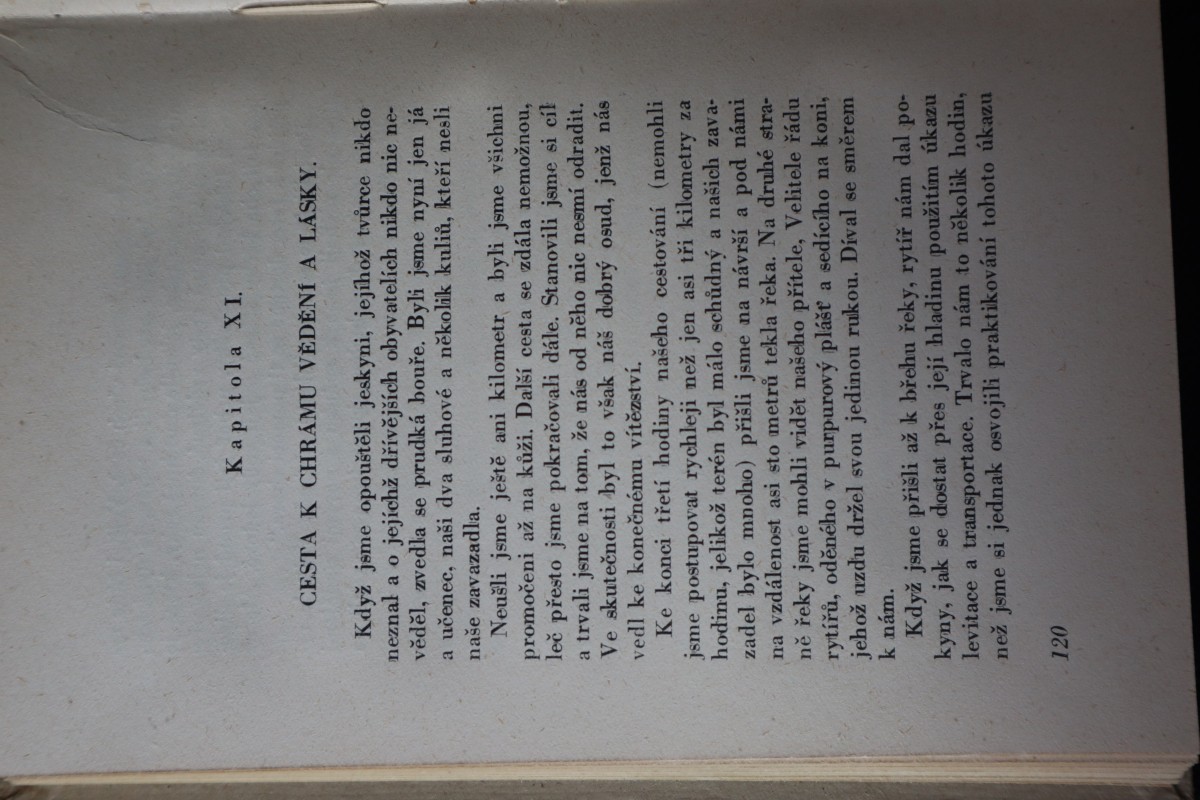 Kapitola XI.
CESTA K CHRÁMU VĚDĚNÍ A LÁSKY.
Když jsme opouštěli jeskyni, jejíhož tvůrce nikdo
neznal a o jejíchž dřívějších obyvatelích nikdo nic ne-
věděl, zvedla se prudká bouře. Byli jsme nyní jen já
a učenec, naši dva sluhové a několik kuliů, kteří nesli
naše zavazadla.
Neušli jsme ještě ani kilometr a byli jsme všichni
promočeni až na kůži. Další cesta se zdála nemožnou,
leč přesto jsme pokračovali dále. Stanovili jsme si cíl
a trvali jsme na tom, že nás od něho nic nesmí odradit.
Ve skutečnosti byl to však náš dobrý osud, jenž nás
vedl ke konečnému vítězství.
Ke konci třetí hodiny našeho cestování (nemohli
jsme postupovat rychleji než jen asi tři kilometry za
hodinu, jelikož terén byl málo schůdný a našich zava-
zadel bylo mnoho) přišli jsme na návrší a pod námi
na vzdálenost asi sto metrů tekla řeka. Na druhé stra-
ně řeky jsme mohli vidět našeho přítele, Velitele řádu
rytířů, oděného v purpurový plášť a sedícího na koni,
jehož uzdu držel svou jedinou rukou. Díval se směrem
k nám.
Když jsme přišli až k břehu řeky, rytíř nám dal po-
kyny, jak se dostat přes její hladinu použitím úkazu
levitace a transportace. Trvalo nám to několik hodin,
než jsme si jednak osvojili praktikování tohoto úkazu
120